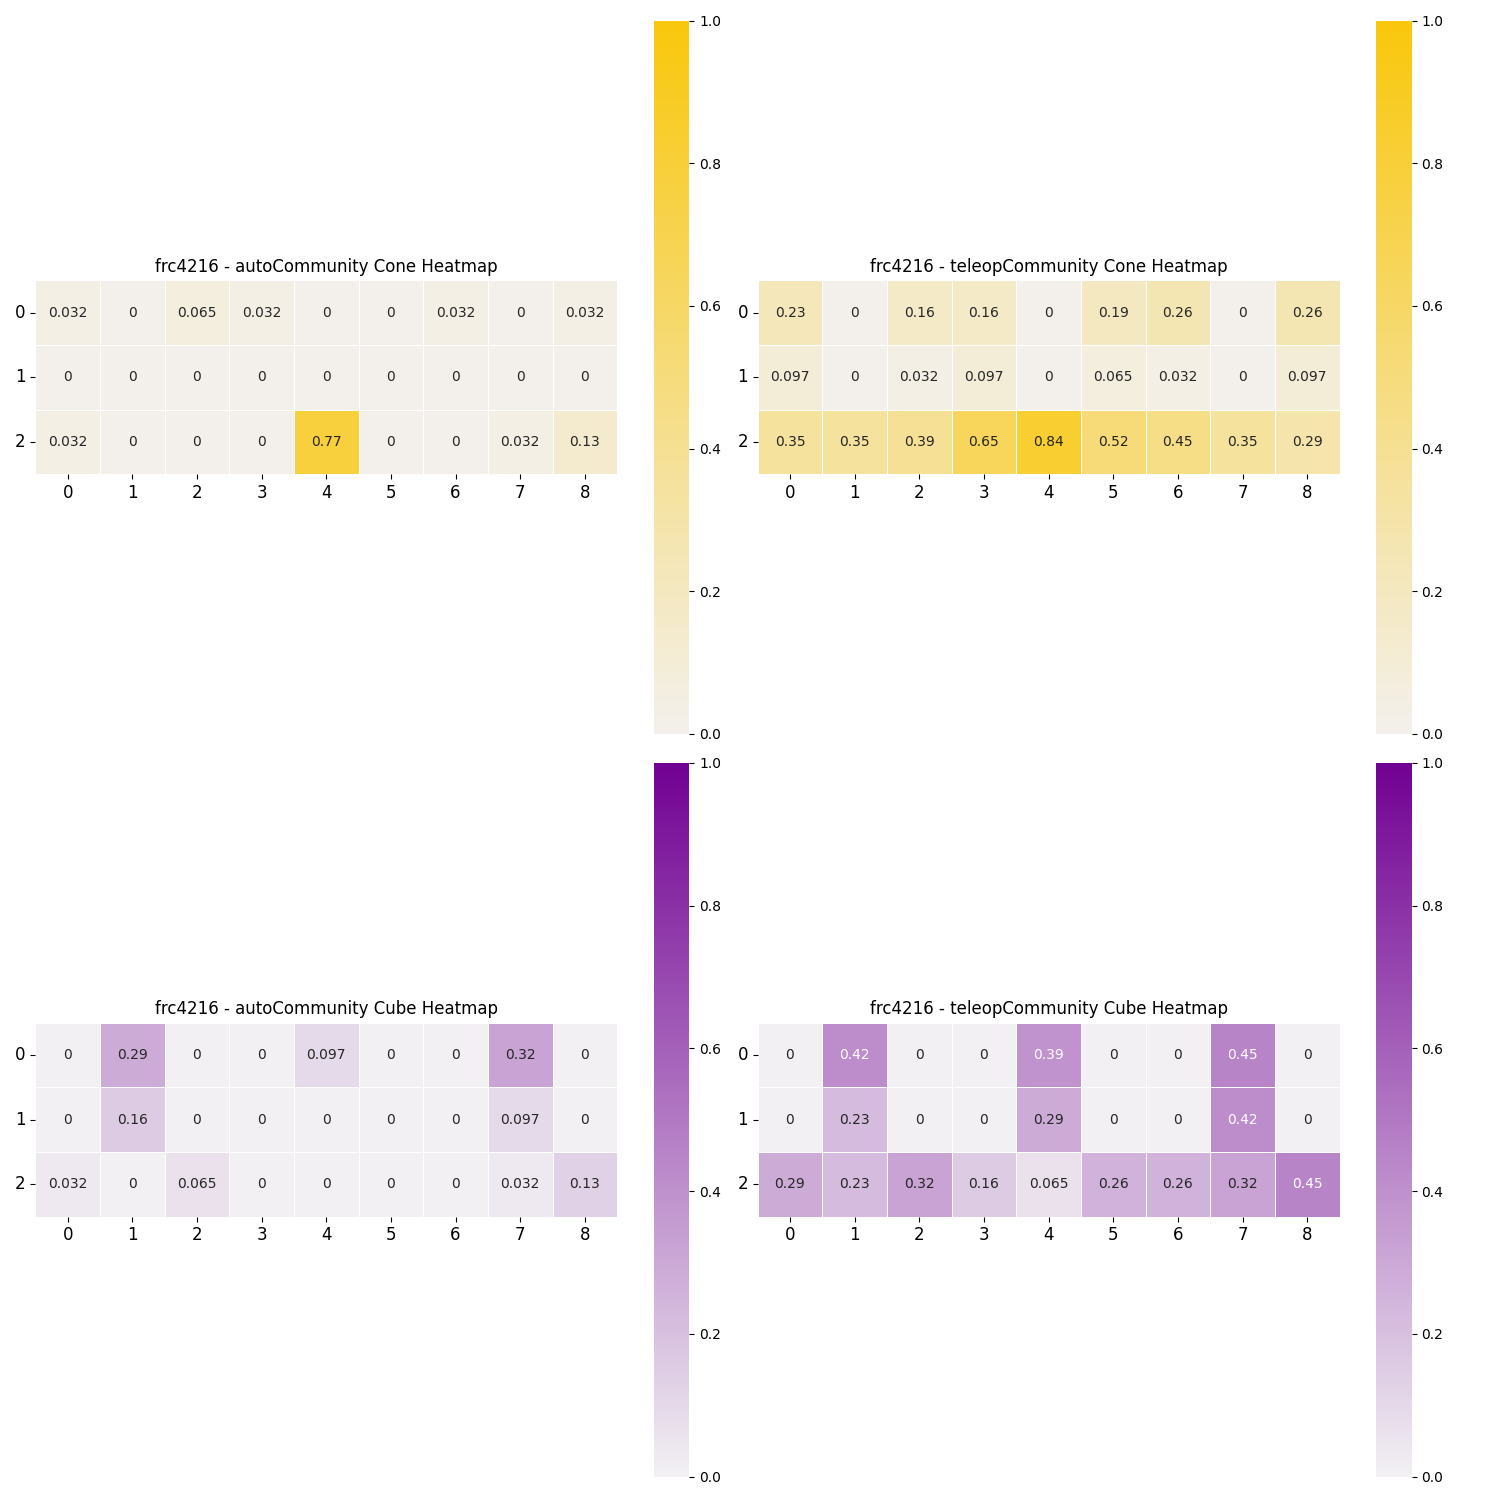 frc4216 - autoCommunity Cone Heatmap
0 0.032 0 0.065 0.032 0 0 0.032 0 0.032
1 0 0 0 0 0 0 0 0 0
2 0.032 0 0 0 0.77 0 0 0.032 0.13
0 1 2 3 4 5 6 7 8
1.0
0.8
0.6
0.4
0.2
0.0
frc4216 - teleopCommunity Cone Heatmap
0 0.23 0 0.16 0.16 0 0.19 0.26 0 0.26
1 0.097 0 0.032 0.097 0 0.065 0.032 0 0.097
2 0.35 0.35 0.39 0.65 0.84 0.52 0.45 0.35 0.29
0 1 2 3 4 5 6 7 8
1.0
0.8
0.6
0.4
0.2
0.0
frc4216 - autoCommunity Cube Heatmap
0 0 0.29 0 0 0.097 0 0 0.32 0
1 0 0.16 0 0 0 0 0 0.097 0
2 0.032 0 0.065 0 0 0 0 0.032 0.13
0 1 2 3 4 5 6 7 8
1.0
0.8
0.6
0.4
0.2
0.0
frc4216 - teleopCommunity Cube Heatmap
0 0 0.42 0 0 0.39 0 0 0.45 0
1 0 0.23 0 0 0.29 0 0 0.42 0
2 0.29 0.23 0.32 0.16 0.065 0.26 0.26 0.32 0.45
0 1 2 3 4 5 6 7 8
1.0
0.8
0.6
0.4
0.2
0.0